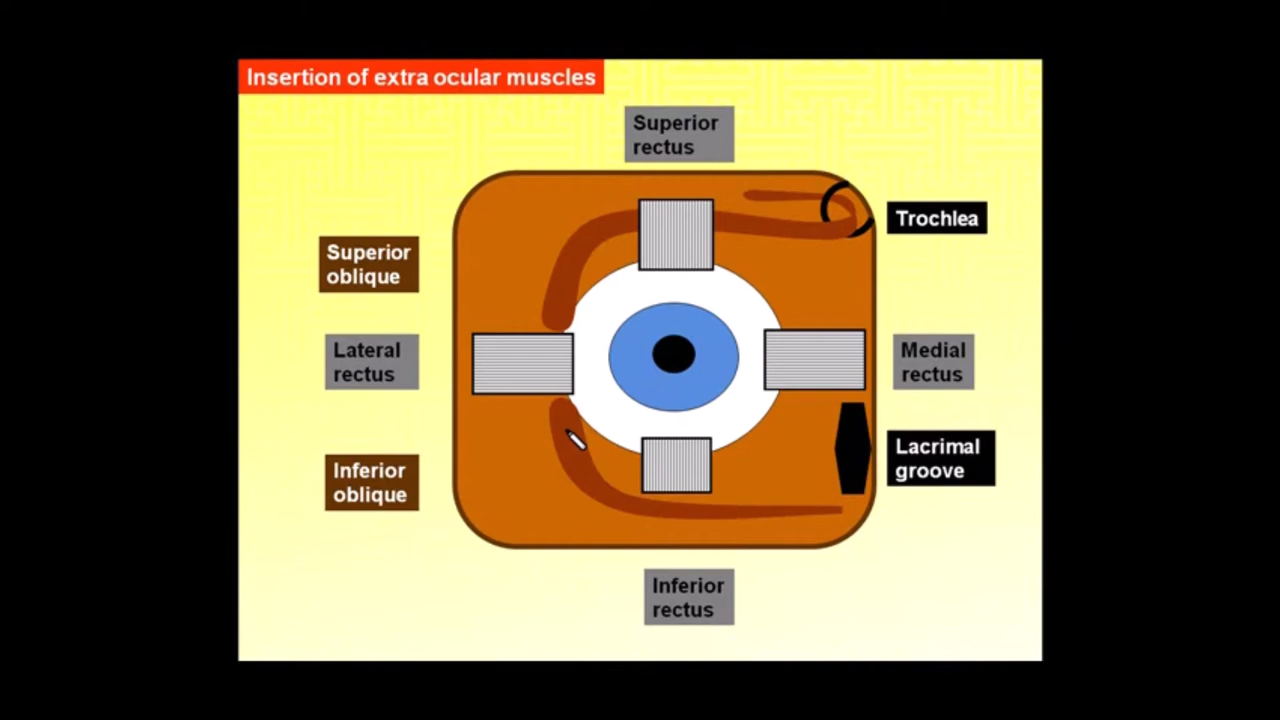 Insertion of extra ocular muscles
Superior
rectus
Trochlea
Superior
oblique
Lateral
rectus
Medial
rectus
Lacrimal
groove
Inferior
oblique
Inferior
rectus